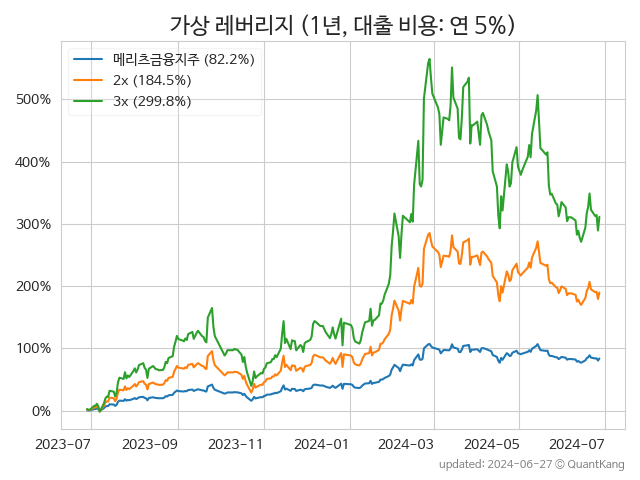 가상 레버리지 (1년, 대출 비용: 연 5%)
메리츠금융지주 (82.2%)
2x (184.5%)
3x (299.8%)
500%
400%
300%
200%
100%
0%
2023-07 2023-09 2023-11 2024-01 2024-03 2024-05 2024-07
updated: 2024-06-27 © QuantKang